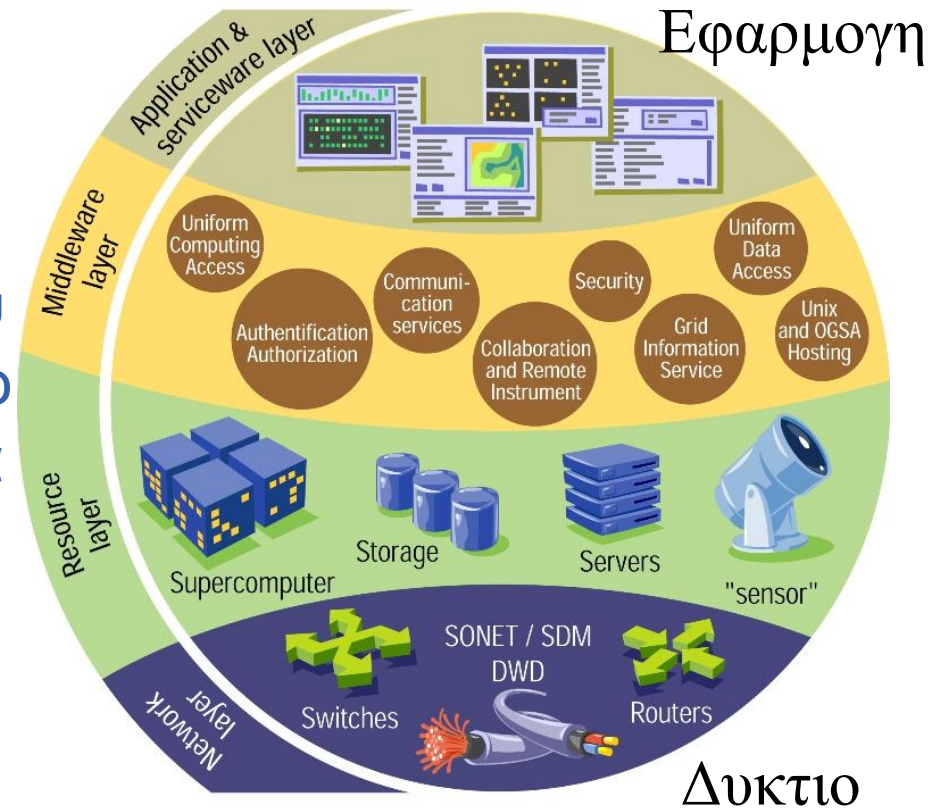 Εφαρμογη
Application &
serviceware layer
Middleware
layer
Uniform
Computing
Access
Authentification
Authorization
Communi-
cation
services
Collaboration
and Remote
Instrument
Security
Grid
Information
Service
Uniform
Data
Access
Unix
and OGSA
Hosting
Resource
layer
Supercomputer
Storage
Servers
"sensor"
Network
layer
Switches
SONET / SDM
DWD
Routers
Δυκτιο